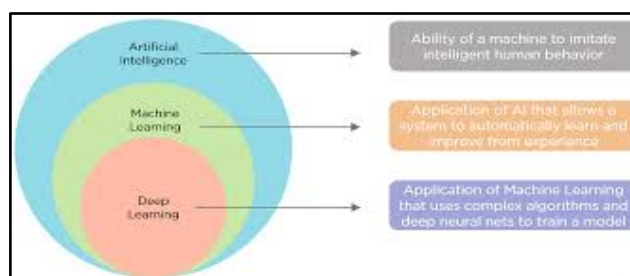 Artificial
Intelligence
Ability of a machine to imitate
intelligent human behavior
Machine
Learning
Application of AI that allows a
system to automatically learn and
improve from experience
Deep
Learning
Application of Machine Learning
that uses complex algorithms and
deep neural nets to train a model